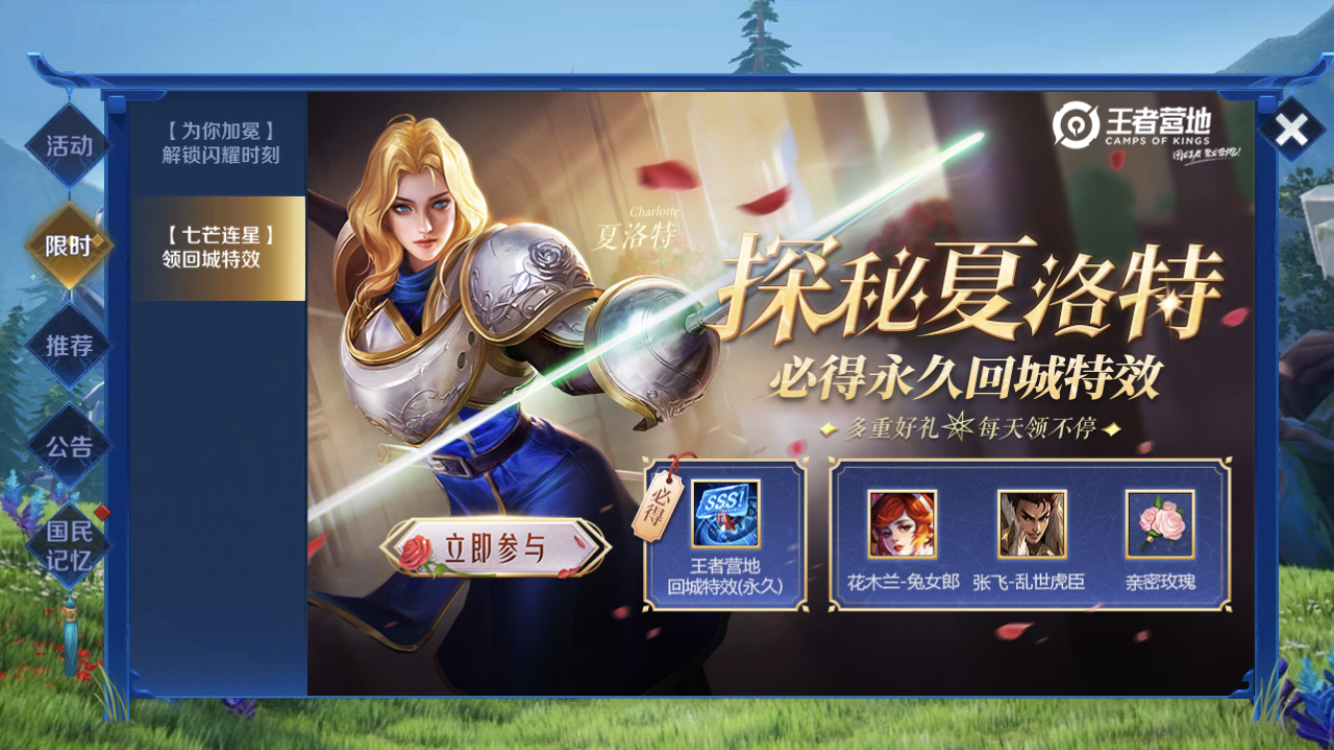 活动
限时
推荐
公告
国民
记忆
【为你加冕】
解锁闪耀时刻
【七芒连星】
领回城特效
王者营地
CAMPS OF KINGS
Charlotte
夏洛特
探秘夏洛特
必得永久回城特效
多重好礼
每天领不停
立即参与
必得
SSS!
王者营地
回城特效(永久)
花木兰-兔女郎
张飞-乱世虎臣
亲密玫瑰